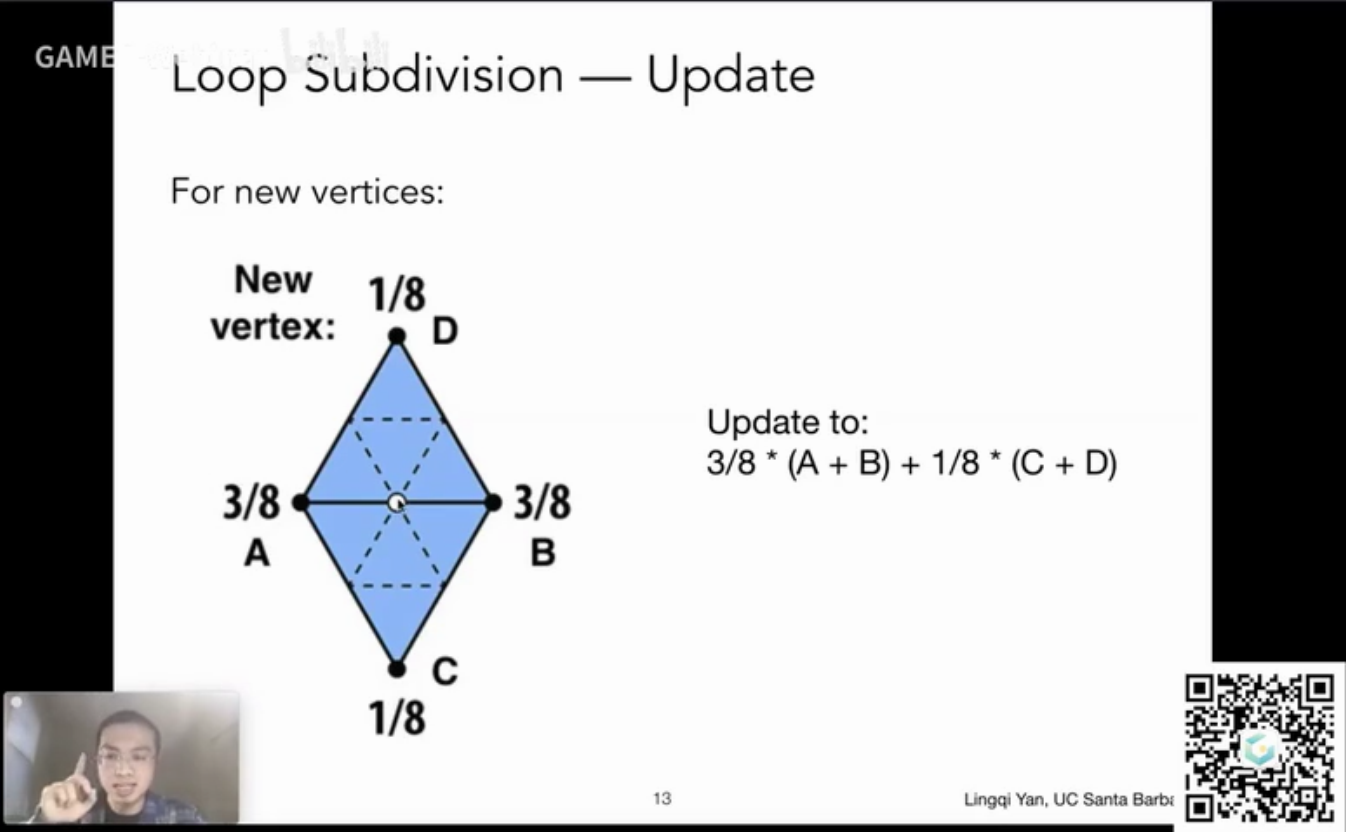 GAME
Loop Subdivision — Update
For new vertices:
New
vertex:
1/8
D
3/8
A
3/8
B
C
1/8
Update to:
3/8 * (A + B) + 1/8 * (C + D)
13
Lingqi Yan, UC Santa Barba